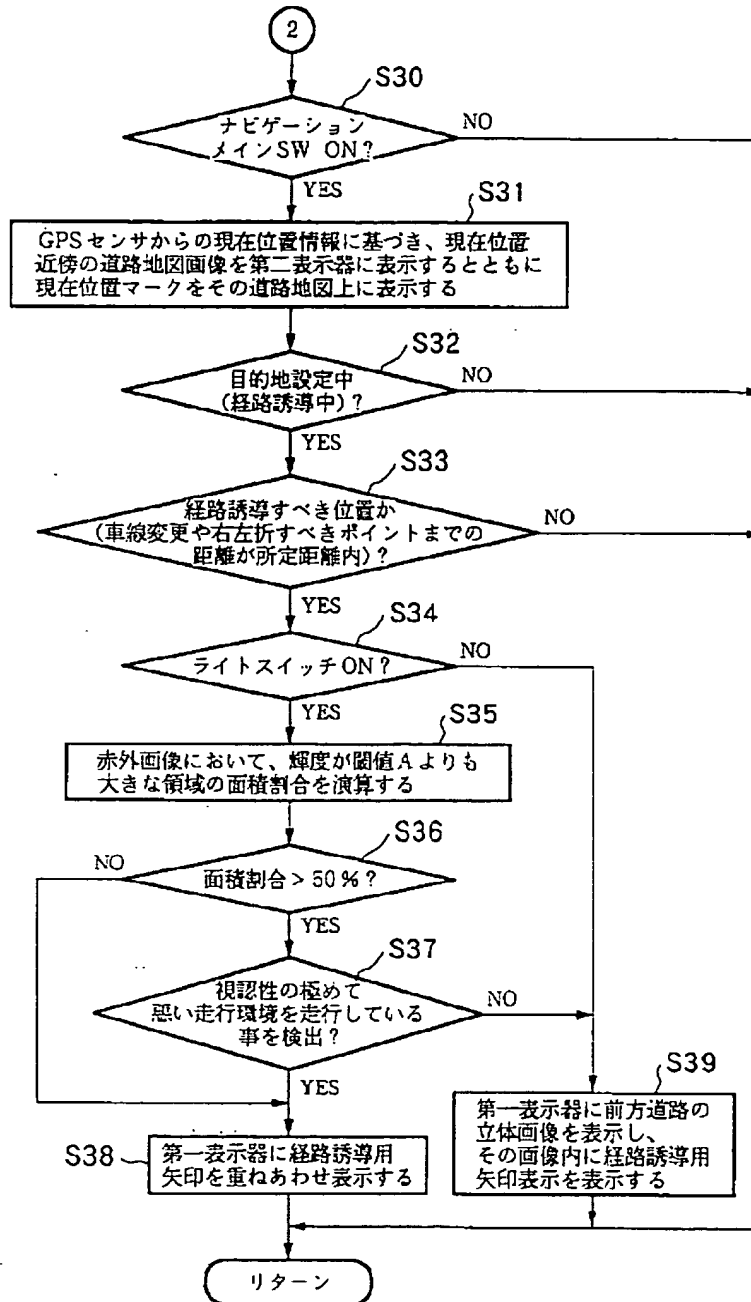 2
S30
ナビゲーション
メインSW ON?
NO
YES
S31
GPSセンサからの現在位置情報に基づき、現在位置
近傍の道路地図画像を第二表示器に表示するとともに
現在位置マークをその道路地図上に表示する
S32
目的地設定中
(経路誘導中)?
NO
YES
S33
経路誘導すべき位置か
(車線変更や右左折すべきポイントまでの
距離が所定距離内)?
NO
YES
S34
ライトスイッチON?
NO
YES
S35
赤外画像において、輝度が閾値Aよりも
大きな領域の面積割合を演算する
S36
NO
面積割合>50%?
YES
S37
視認性の極めて
悪い走行環境を走行している
事を検出?
NO
YES
S38
第一表示器に経路誘導用
矢印を重ねあわせ表示する
S39
第一表示器に前方道路の
立体画像を表示し、
その画像内に経路誘導用
矢印表示を表示する
リターン